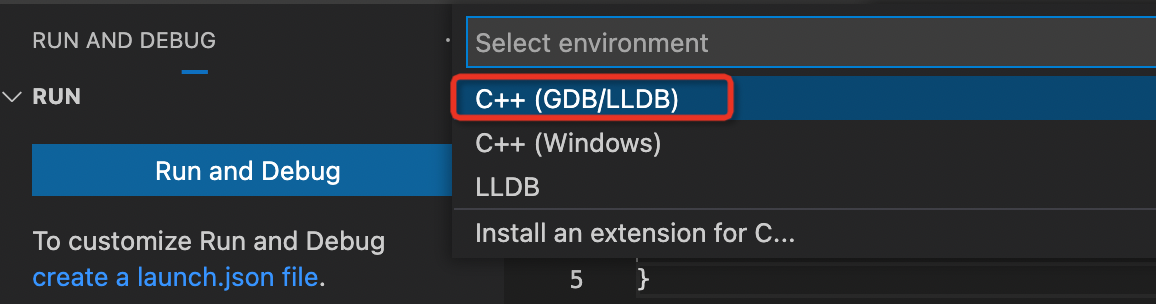 RUN AND DEBUG
RUN
Run and Debug
To customize Run and Debug
create a launch.json file.
Select environment
C++ (GDB/LLDB)
C++ (Windows)
LLDB
Install an extension for C...
5 }